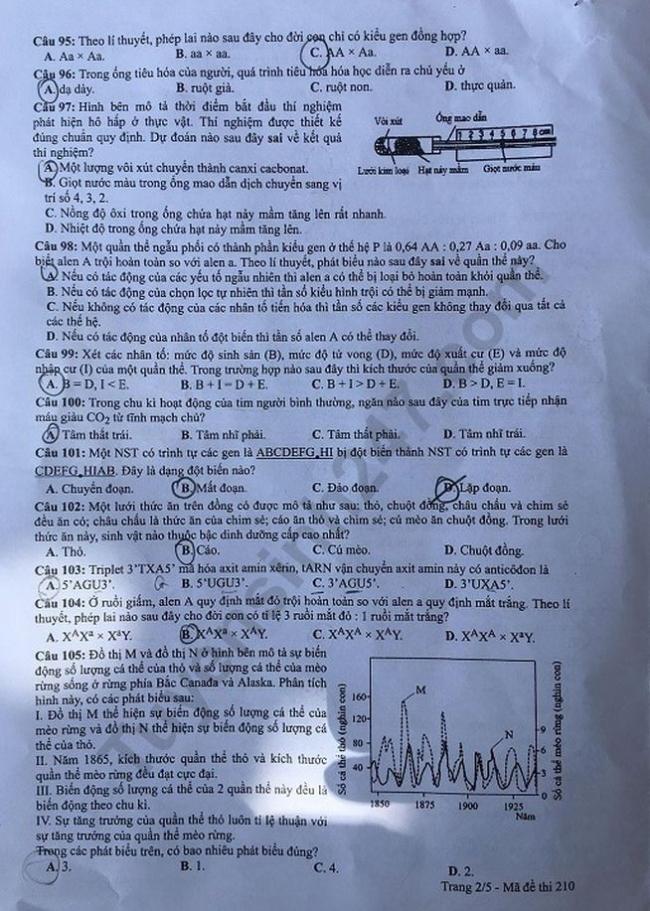 Câu 95: Theo lí thuyết, phép lai nào sau đây cho đời con chỉ có kiểu gen đồng hợp?
A. Aa × Aa. B. aa × aa. C. AA × Aa. D. AA × aa.
Câu 96: Trong ống tiêu hóa của người, quá trình tiêu hóa hóa học diễn ra chủ yếu ở
A. dạ dày. B. ruột già. C. ruột non. D. thực quản.
Câu 97: Hình bên mô tả thời điểm bắt đầu thí nghiệm
phát hiện hô hấp ở thực vật. Thí nghiệm được thiết kế
đúng chuẩn quy định. Dự đoán nào sau đây sai về kết quả
thí nghiệm?
Vôi xút Ống mao dẫn
1 2 3 4 5 6 7 8 cm
Lưới kim loại Hạt nảy mầm Giọt nước màu
A. Một lượng vôi xút chuyển thành canxi cacbonat.
B. Giọt nước màu trong ống mao dẫn dịch chuyển sang vị
trí số 4, 3, 2.
C. Nồng độ ôxi trong ống chứa hạt nảy mầm tăng lên rất nhanh.
D. Nhiệt độ trong ống chứa hạt nảy mầm tăng lên.
Câu 98: Một quần thể ngẫu phối có thành phần kiểu gen ở thế hệ P là 0,64 AA : 0,27 Aa : 0,09 aa. Cho
biết alen A trội hoàn toàn so với alen a. Theo lí thuyết, phát biểu nào sau đây sai về quần thể này?
A. Nếu có tác động của các yếu tố ngẫu nhiên thì alen a có thể bị loại bỏ hoàn toàn khỏi quần thể.
B. Nếu có tác động của chọn lọc tự nhiên thì tần số kiểu hình trội có thể bị giảm mạnh.
C. Nếu không có tác động của các nhân tố tiến hóa thì tần số các kiểu gen không thay đổi qua tất cả
các thế hệ.
D. Nếu có tác động của nhân tố đột biến thì tần số alen A có thể thay đổi.
Câu 99: Xét các nhân tố: mức độ sinh sản (B), mức độ tử vong (D), mức độ xuất cư (E) và mức độ
nhập cư (I) của một quần thể. Trong trường hợp nào sau đây thì kích thước của quần thể giảm xuống?
A. B = D, I < E. B. B + I = D + E. C. B + I > D + E. D. B > D, E = I.
Câu 100: Trong chu kì hoạt động của tim người bình thường, ngăn nào sau đây của tim trực tiếp nhận
máu giàu CO2 từ tĩnh mạch chủ?
A. Tâm thất trái. B. Tâm nhĩ phải. C. Tâm thất phải. D. Tâm nhĩ trái.
Câu 101: Một NST có trình tự các gen là ABCDEFG.HI bị đột biến thành NST có trình tự các gen là
CDEFG.HIAB. Đây là dạng đột biến nào?
A. Chuyển đoạn. B. Mất đoạn. C. Đảo đoạn. D. Lặp đoạn.
Câu 102: Một lưới thức ăn trên đồng cỏ được mô tả như sau: thỏ, chuột đồng, châu chấu và chim sẻ
đều ăn cỏ; châu chấu là thức ăn của chim sẻ; cáo ăn thỏ và chim sẻ; cú mèo ăn chuột đồng. Trong lưới
thức ăn này, sinh vật nào thuộc bậc dinh dưỡng cấp cao nhất?
A. Thỏ. B. Cáo. C. Cú mèo. D. Chuột đồng.
Câu 103: Triplet 3'TXA5' mã hóa axit amin xêrin, tARN vận chuyển axit amin này có anticôđon là
A. 5'AGU3'. B. 5'UGU3'. C. 3'AGU5'. D. 3'UXA5'.
Câu 104: Ở ruồi giấm, alen A quy định mắt đỏ trội hoàn toàn so với alen a quy định mắt trắng. Theo lí
thuyết, phép lai nào sau đây cho đời con có tỉ lệ 3 ruồi mắt đỏ : 1 ruồi mắt trắng?
A. XᴬXᵃ × XᵃY. B. XᴬXᵃ × XᴬY. C. XᴬXᴬ × XᴬY. D. XᴬXᴬ × XᵃY.
Câu 105: Đồ thị M và đồ thị N ở hình bên mô tả sự biến
động số lượng cá thể của thỏ và số lượng cá thể của mèo
rừng sống ở rừng phía Bắc Canađa và Alaska. Phân tích
hình này, có các phát biểu sau:
I. Đồ thị M thể hiện sự biến động số lượng cá thể của
mèo rừng và đồ thị N thể hiện sự biến động số lượng cá
thể của thỏ.
II. Năm 1865, kích thước quần thể thỏ và kích thước
quần thể mèo rừng đều đạt cực đại.
III. Biến động số lượng cá thể của 2 quần thể này đều là
biến động theo chu kì.
IV. Sự tăng trưởng của quần thể thỏ luôn tỉ lệ thuận với
sự tăng trưởng của quần thể mèo rừng.
Số cá thể thỏ (nghìn con)
160
120
80
40
M
N
9
6
3
0
Số cá thể mèo rừng (nghìn con)
1850 1875 1900 1925
Năm
Trong các phát biểu trên, có bao nhiêu phát biểu đúng?
A. 3. B. 1. C. 4. D. 2.
Trang 2/5 - Mã đề thi 210